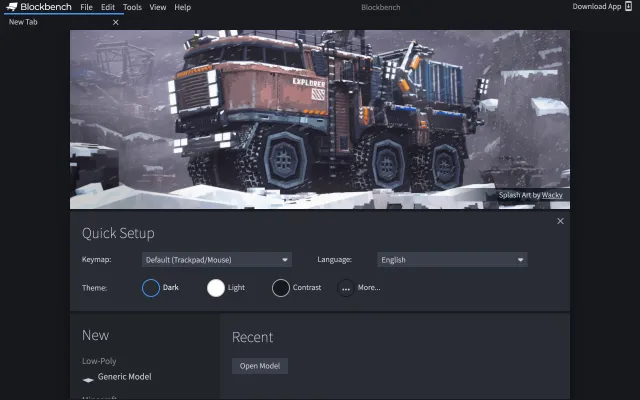 Blockbench File Edit Tools View Help Blockbench Download App
New Tab
EXPLORER
Splash Art by Wacky
Quick Setup
Keymap: Default (Trackpad/Mouse) Language: English
Theme: Dark Light Contrast More...
New
Recent
Low-Poly
Open Model
Generic Model
Minecraft